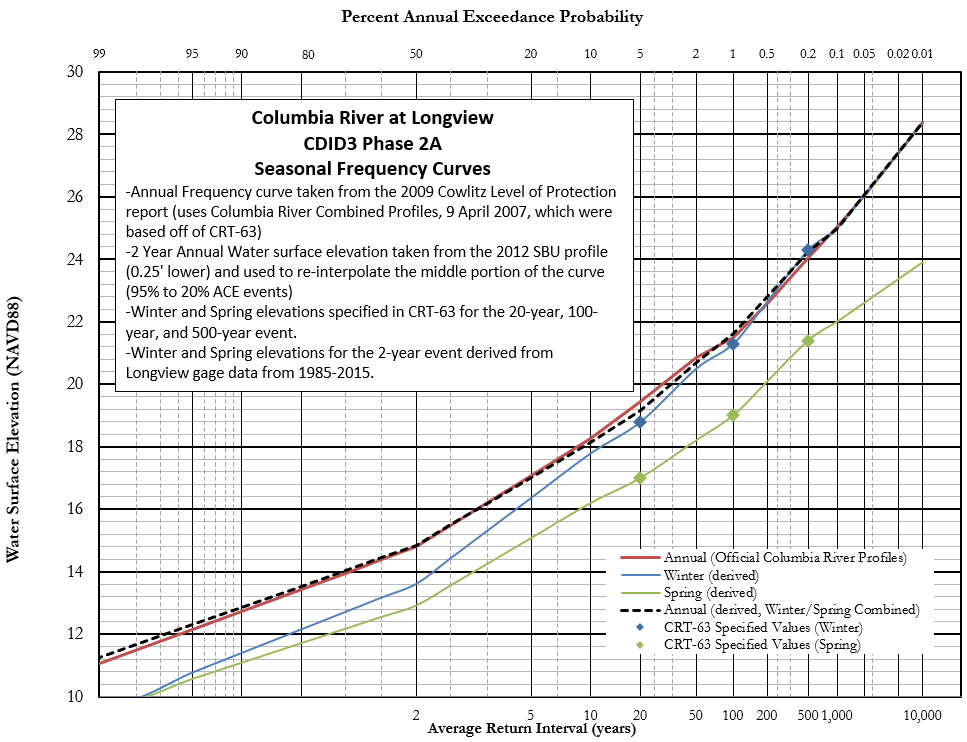 Percent Annual Exceedance Probability
99 95 90 80 50 20 10 5 2 1 0.5 0.2 0.1 0.05 0.02 0.01
30
28
26
24
22
20
18
16
14
12
10
Water Surface Elevation (NAVD88)
Columbia River at Longview
CDID3 Phase 2A
Seasonal Frequency Curves
-Annual Frequency curve taken from the 2009 Cowlitz Level of Protection
report (uses Columbia River Combined Profiles, 9 April 2007, which were
based off of CRT-63)
-2 Year Annual Water surface elevation taken from the 2012 SBU profile
(0.25' lower) and used to re-interpolate the middle portion of the curve
(95% to 20% ACE events)
-Winter and Spring elevations specified in CRT-63 for the 20-year, 100-
year, and 500-year event.
-Winter and Spring elevations for the 2-year event derived from
Longview gage data from 1985-2015.
Annual (Official Columbia River Profiles)
Winter (derived)
Spring (derived)
Annual (derived, Winter/Spring Combined)
CRT-63 Specified Values (Winter)
CRT-63 Specified Values (Spring)
2 5 10 20 50 100 200 500 1,000 10,000
Average Return Interval (years)